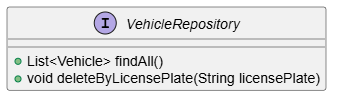 I VehicleRepository
List<Vehicle> findAll()
void deleteByLicensePlate(String licensePlate)